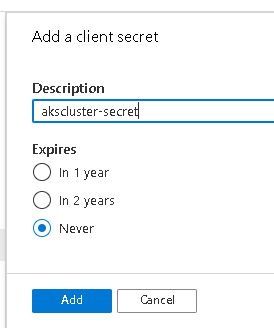 Add a client secret
Description
akscluster-secret
Expires
In 1 year
In 2 years
Never
Add
Cancel